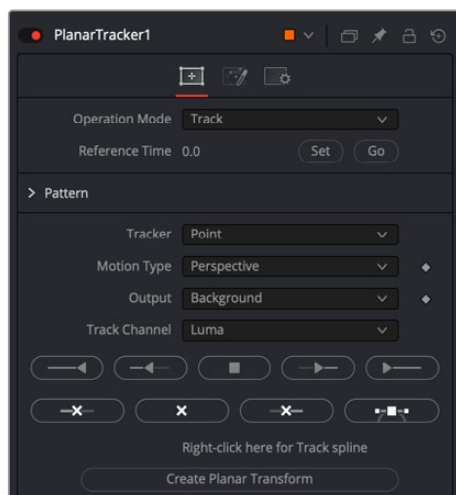 PlanarTracker1
Operation Mode Track
Reference Time 0.0 Set Go
Pattern
Tracker Point
Motion Type Perspective
Output Background
Track Channel Luma
Right-click here for Track spline
Create Planar Transform